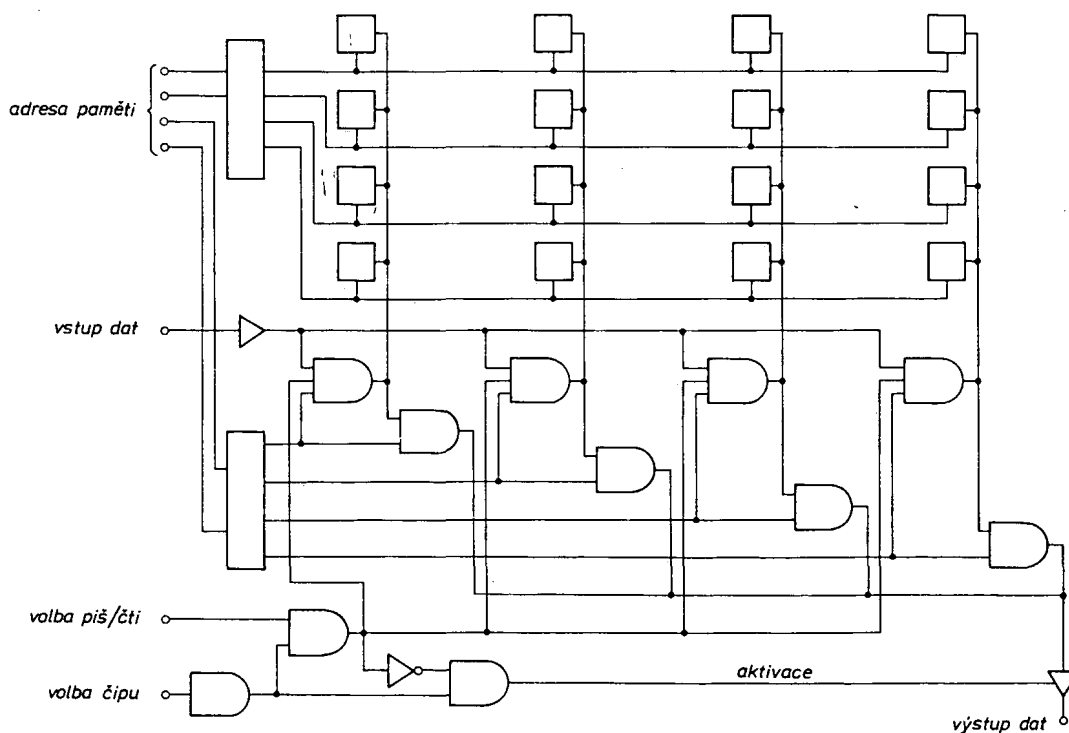 adresa paměti
vstup dat
volba piš/čti
volba čipu
aktivace
výstup dat